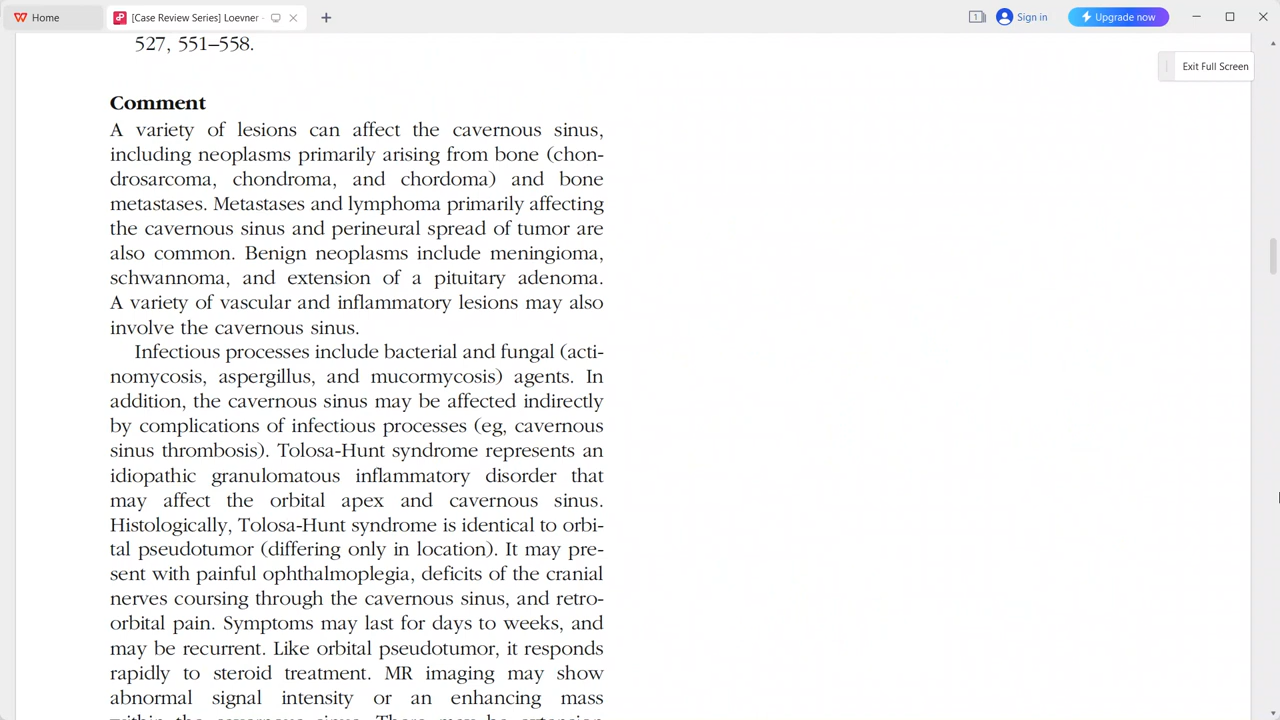 Home
[Case Review Series] Loevner -
1
Sign in
Upgrade now
Exit Full Screen
527, 551–558.
Comment
A variety of lesions can affect the cavernous sinus,
including neoplasms primarily arising from bone (chon-
drosarcoma, chondroma, and chordoma) and bone
metastases. Metastases and lymphoma primarily affecting
the cavernous sinus and perineural spread of tumor are
also common. Benign neoplasms include meningioma,
schwannoma, and extension of a pituitary adenoma.
A variety of vascular and inflammatory lesions may also
involve the cavernous sinus.
Infectious processes include bacterial and fungal (acti-
nomycosis, aspergillus, and mucormycosis) agents. In
addition, the cavernous sinus may be affected indirectly
by complications of infectious processes (eg, cavernous
sinus thrombosis). Tolosa-Hunt syndrome represents an
idiopathic granulomatous inflammatory disorder that
may affect the orbital apex and cavernous sinus.
Histologically, Tolosa-Hunt syndrome is identical to orbi-
tal pseudotumor (differing only in location). It may pre-
sent with painful ophthalmoplegia, deficits of the cranial
nerves coursing through the cavernous sinus, and retro-
orbital pain. Symptoms may last for days to weeks, and
may be recurrent. Like orbital pseudotumor, it responds
rapidly to steroid treatment. MR imaging may show
abnormal signal intensity or an enhancing mass
within the cavernous sinus. There may be extension